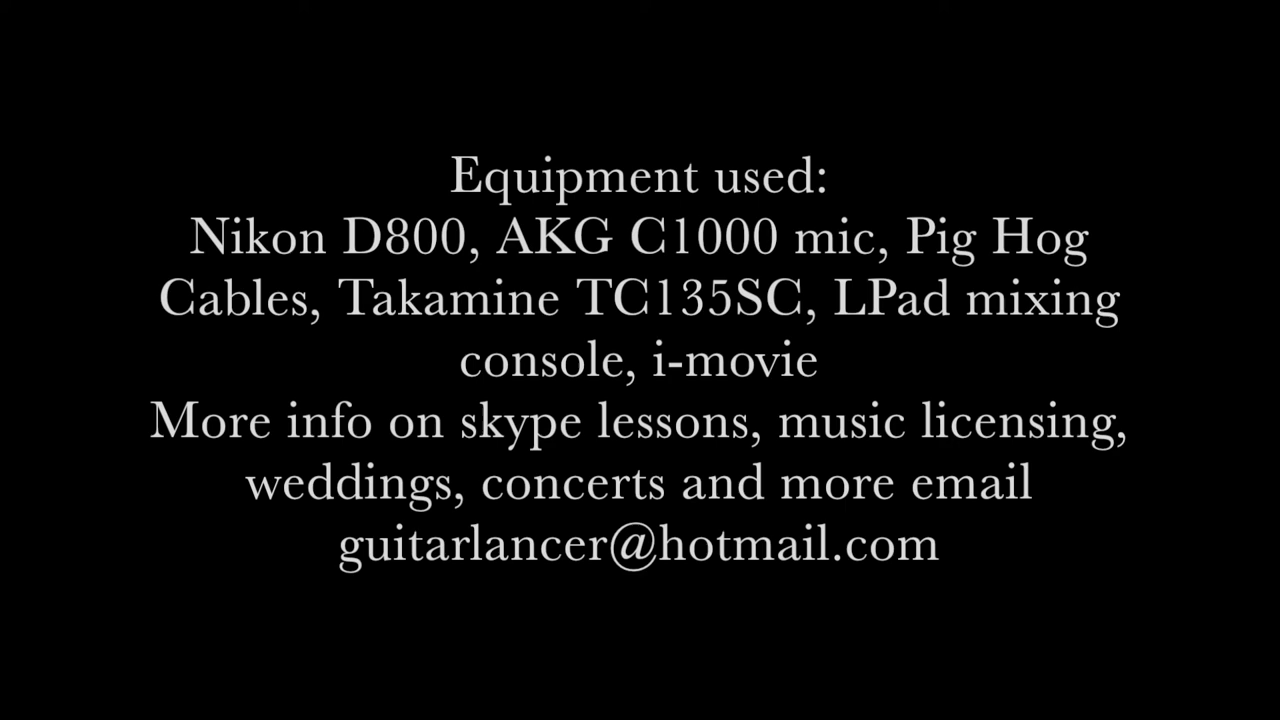 Equipment used:
Nikon D800, AKG C1000 mic, Pig Hog
Cables, Takamine TC135SC, LPad mixing
console, i-movie
More info on skype lessons, music licensing,
weddings, concerts and more email
guitarlancer@hotmail.com